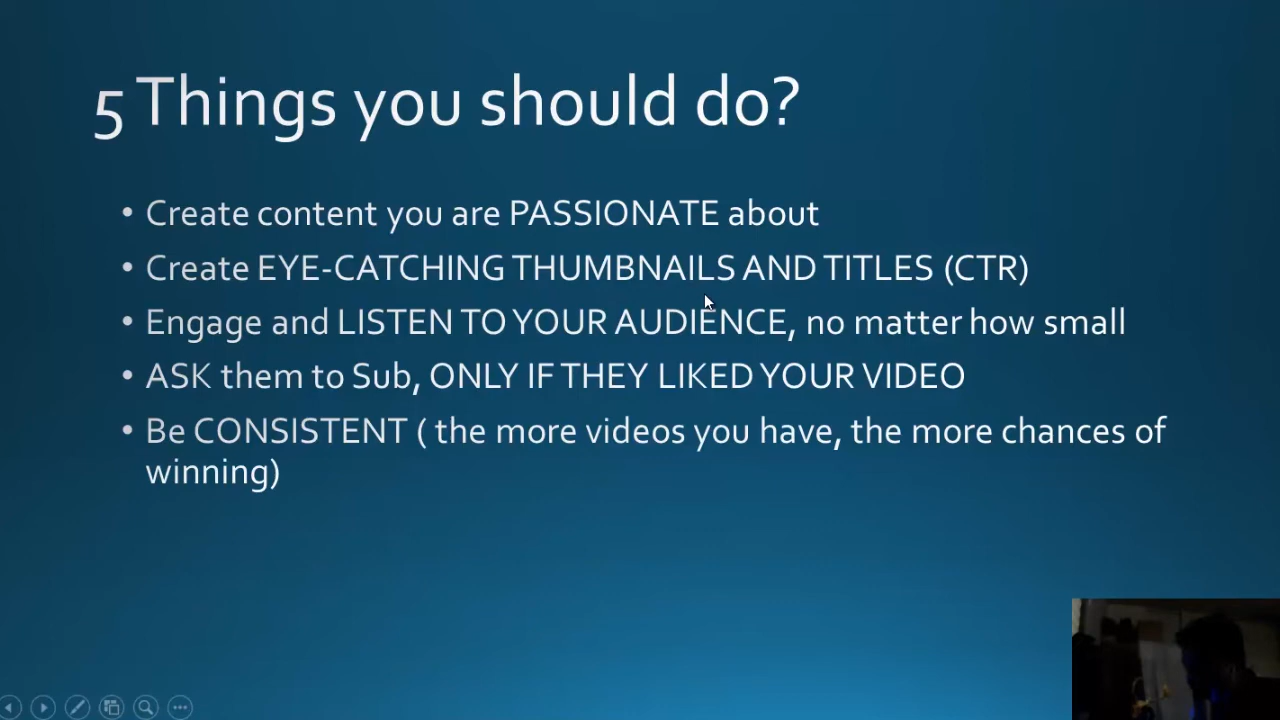 5 Things you should do?
• Create content you are PASSIONATE about
• Create EYE-CATCHING THUMBNAILS AND TITLES (CTR)
• Engage and LISTEN TO YOUR AUDIENCE, no matter how small
• ASK them to Sub, ONLY IF THEY LIKED YOUR VIDEO
• Be CONSISTENT ( the more videos you have, the more chances of
winning)